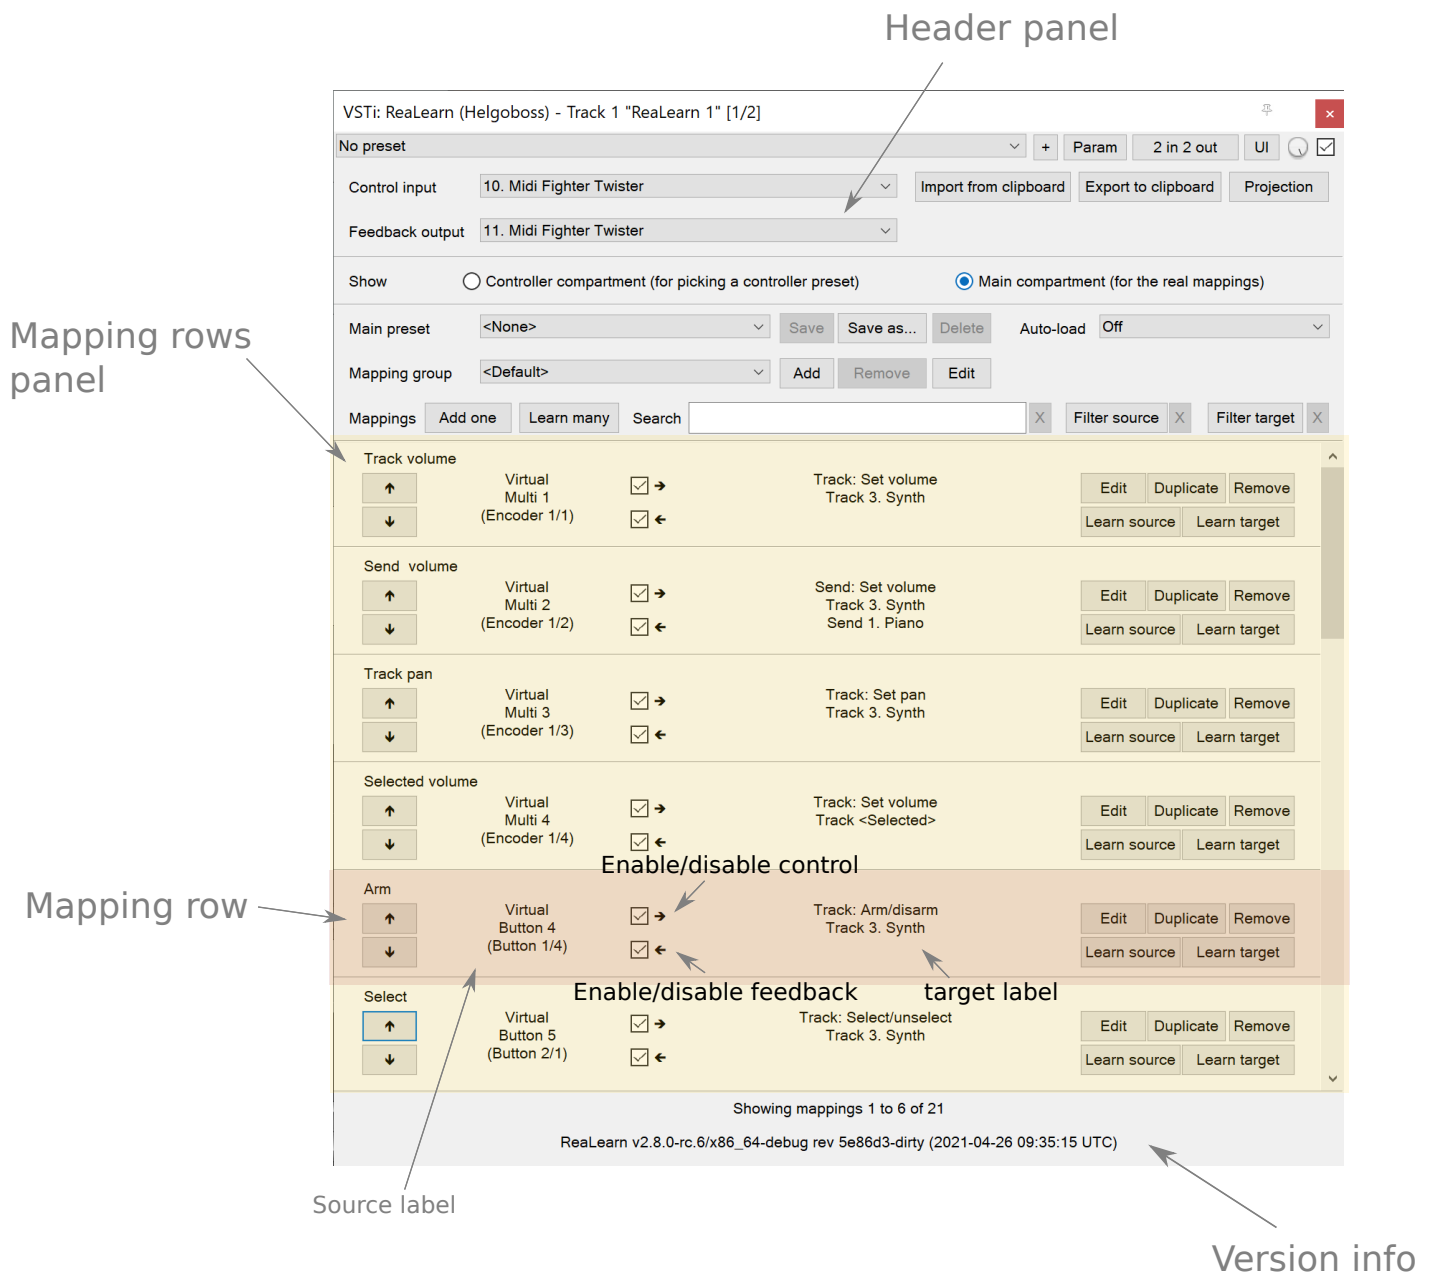 Header panel
VSTi: ReaLearn (Helgoboss) - Track 1 "ReaLearn 1" [1/2]
No preset + Param 2 in 2 out UI
Control input 10. Midi Fighter Twister Import from clipboard Export to clipboard Projection
Feedback output 11. Midi Fighter Twister
Show Controller compartment (for picking a controller preset) Main compartment (for the real mappings)
Main preset <None> Save Save as... Delete Auto-load Off
Mapping rows
panel
Mapping group <Default> Add Remove Edit
Mappings Add one Learn many Search X Filter source X Filter target X
Track volume
Virtual
Multi 1
(Encoder 1/1)
Track: Set volume
Track 3. Synth
Edit Duplicate Remove
Learn source Learn target
Send  volume
Virtual
Multi 2
(Encoder 1/2)
Send: Set volume
Track 3. Synth
Send 1. Piano
Edit Duplicate Remove
Learn source Learn target
Track pan
Virtual
Multi 3
(Encoder 1/3)
Track: Set pan
Track 3. Synth
Edit Duplicate Remove
Learn source Learn target
Selected volume
Virtual
Multi 4
(Encoder 1/4)
Track: Set volume
Track <Selected>
Edit Duplicate Remove
Learn source Learn target
Enable/disable control
Mapping row
Arm
Virtual
Button 4
(Button 1/4)
Track: Arm/disarm
Track 3. Synth
Edit Duplicate Remove
Learn source Learn target
Enable/disable feedback
target label
Select
Virtual
Button 5
(Button 2/1)
Track: Select/unselect
Track 3. Synth
Edit Duplicate Remove
Learn source Learn target
Showing mappings 1 to 6 of 21
ReaLearn v2.8.0-rc.6/x86_64-debug rev 5e86d3-dirty (2021-04-26 09:35:15 UTC)
Source label
Version info